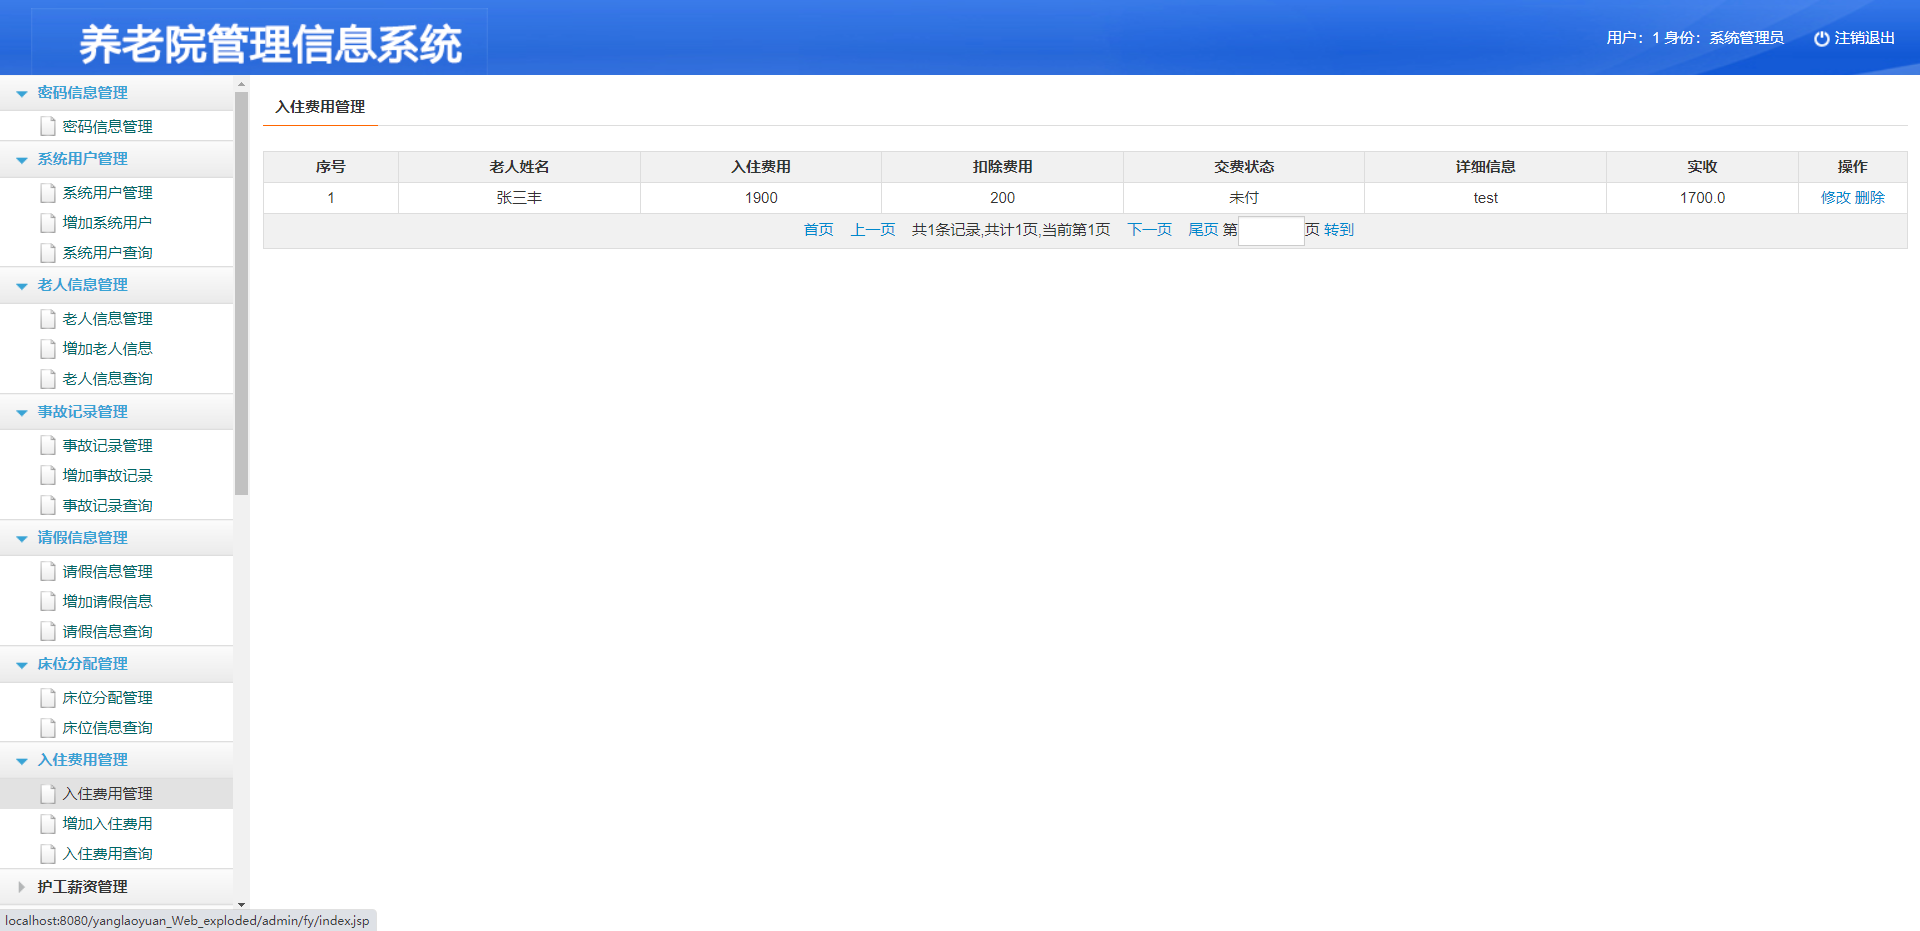 养老院管理信息系统
用户：1 身份：系统管理员 注销退出
密码信息管理
密码信息管理
系统用户管理
系统用户管理
增加系统用户
系统用户查询
老人信息管理
老人信息管理
增加老人信息
老人信息查询
事故记录管理
事故记录管理
增加事故记录
事故记录查询
请假信息管理
请假信息管理
增加请假信息
请假信息查询
床位分配管理
床位分配管理
床位信息查询
入住费用管理
入住费用管理
增加入住费用
入住费用查询
护工薪资管理
入住费用管理
序号 老人姓名 入住费用 扣除费用 交费状态 详细信息 实收 操作
1 张三丰 1900 200 未付 test 1700.0 修改 删除
首页 上一页 共1条记录,共计1页,当前第1页 下一页 尾页 第 页 转到
localhost:8080/yanglaoyuan_Web_exploded/admin/fy/index.jsp